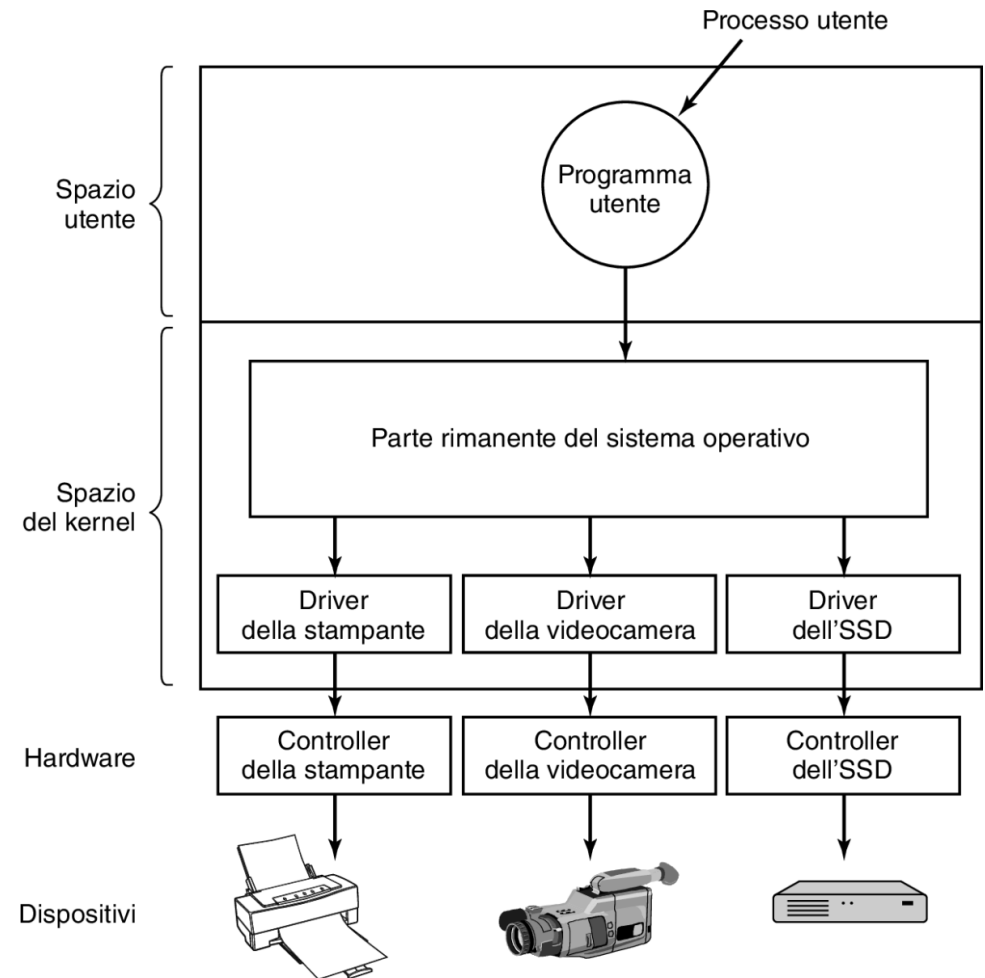 Processo utente
Programma
utente
Spazio
utente
Parte rimanente del sistema operativo
Spazio
del kernel
Driver
della stampante
Driver
della videocamera
Driver
dell'SSD
Hardware
Controller
della stampante
Controller
della videocamera
Controller
dell'SSD
Dispositivi